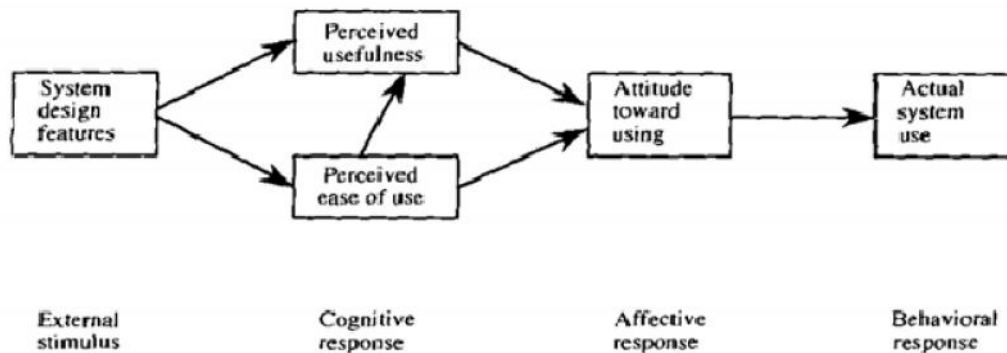 Perceived
usefulness
System
design
features
Perceived
ease of use
Attitude
toward
using
Actual
system
use
External
stimulus
Cognitive
response
Affective
response
Behavioral
response